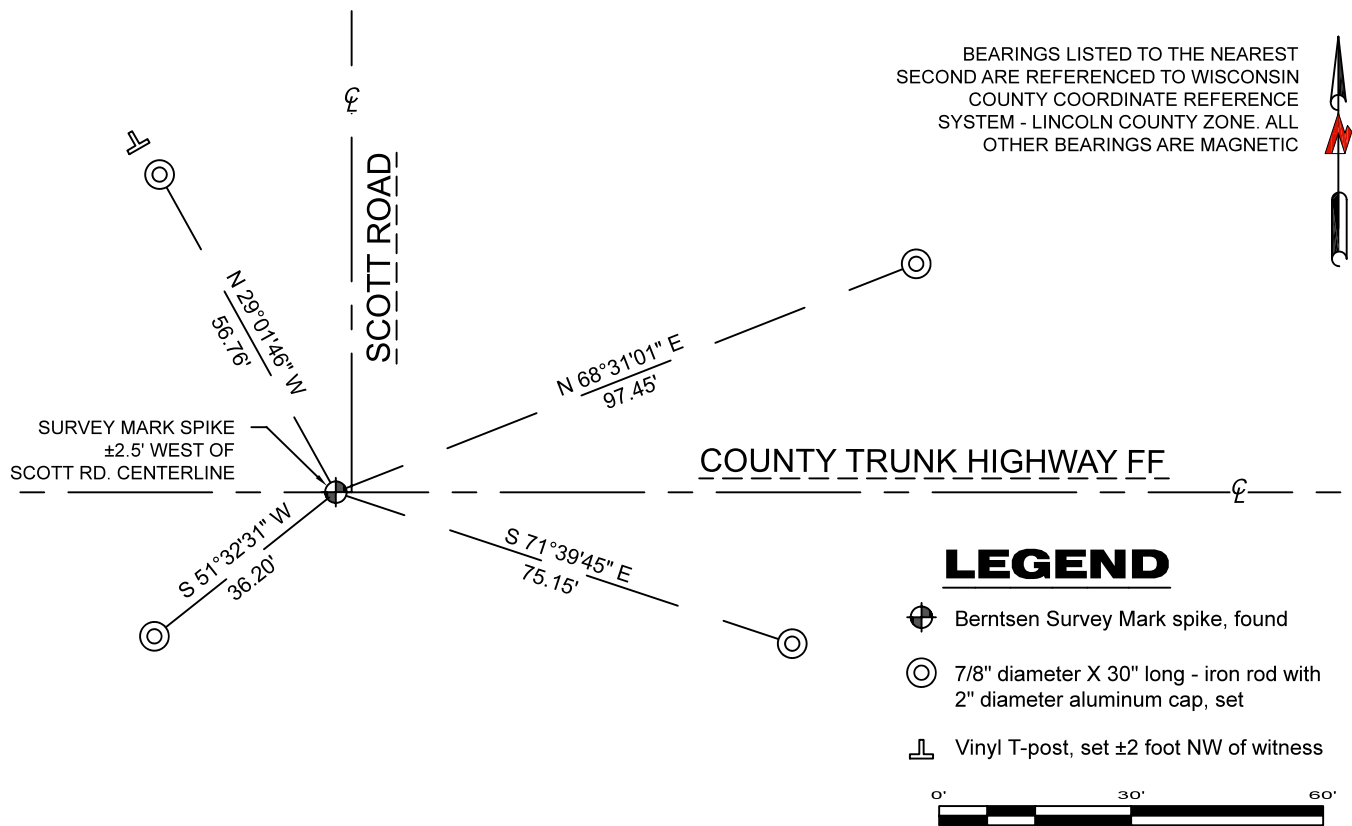 BEARINGS LISTED TO THE NEAREST
SECOND ARE REFERENCED TO WISCONSIN
COUNTY COORDINATE REFERENCE
SYSTEM - LINCOLN COUNTY ZONE. ALL
OTHER BEARINGS ARE MAGNETIC
N
℄
SCOTT ROAD
N 29°01'46" W
56.76'
N 68°31'01" E
97.45'
SURVEY MARK SPIKE
±2.5' WEST OF
SCOTT RD. CENTERLINE
COUNTY TRUNK HIGHWAY FF
℄
S 51°32'31" W
36.20'
S 71°39'45" E
75.15'
LEGEND
Berntsen Survey Mark spike, found
7/8" diameter X 30" long - iron rod with
2" diameter aluminum cap, set
Vinyl T-post, set ±2 foot NW of witness
0' 30' 60'